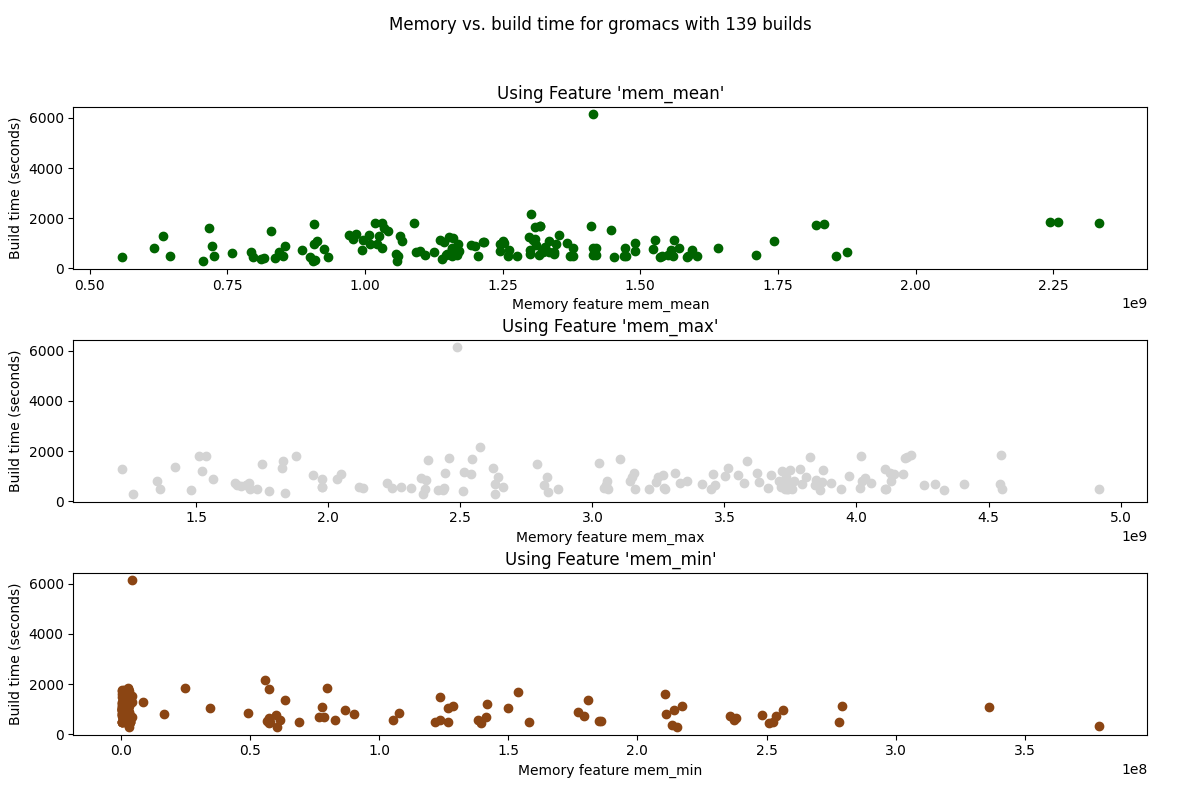 Memory vs. build time for gromacs with 139 builds
Using Feature 'mem_mean'
Build time (seconds)
6000
4000
2000
0
0.50 0.75 1.00 1.25 1.50 1.75 2.00 2.25
1e9
Memory feature mem_mean
Using Feature 'mem_max'
Build time (seconds)
6000
4000
2000
0
1.5 2.0 2.5 3.0 3.5 4.0 4.5 5.0
1e9
Memory feature mem_max
Using Feature 'mem_min'
Build time (seconds)
6000
4000
2000
0
0.0 0.5 1.0 1.5 2.0 2.5 3.0 3.5
1e8
Memory feature mem_min